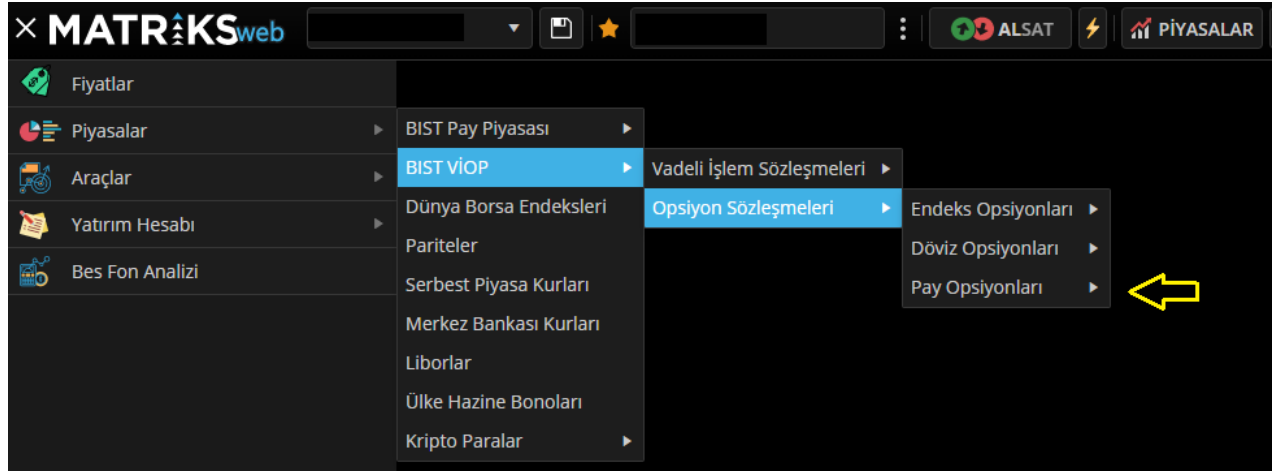 MATRİKSweb
ALSAT
PİYASALAR
Fiyatlar
Piyasalar
Araçlar
Yatırım Hesabı
Bes Fon Analizi
BIST Pay Piyasası
BIST VİOP
Dünya Borsa Endeksleri
Pariteler
Serbest Piyasa Kurları
Merkez Bankası Kurları
Liborlar
Ülke Hazine Bonoları
Kripto Paralar
Vadeli İşlem Sözleşmeleri
Opsiyon Sözleşmeleri
Endeks Opsiyonları
Döviz Opsiyonları
Pay Opsiyonları